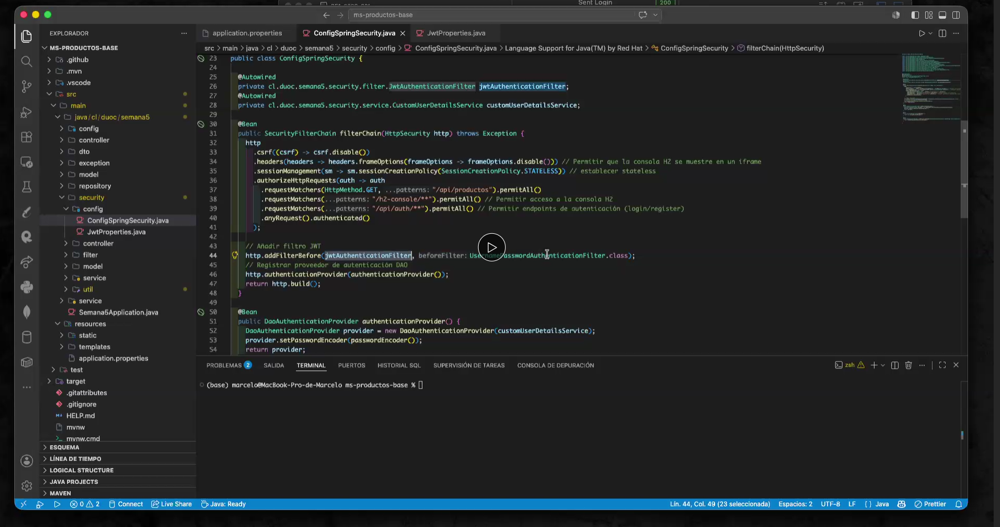 Sent Login
200
ms-productos-base
EXPLORADOR
application.properties
ConfigSpringSecurity.java
JwtProperties.java
src > main > java > cl > duoc > semana5 > security > config > ConfigSpringSecurity.java > Language Support for Java(TM) by Red Hat > ConfigSpringSecurity > filterChain(HttpSecurity)
MS-PRODUCTOS-BASE
.github
.mvn
.vscode
src
main
java / cl / duoc / semana5
config
controller
dto
exception
model
repository
security
config
ConfigSpringSecurity.java
JwtProperties.java
controller
filter
model
service
util
service
Semana5Application.java
resources
static
templates
application.properties
test
target
.gitattributes
.gitignore
HELP.md
mvnw
mvnw.cmd
ESQUEMA
LÍNEA DE TIEMPO
LOGICAL STRUCTURE
JAVA PROJECTS
MAVEN
23 public class ConfigSpringSecurity {
24
25 @Autowired
26 private cl.duoc.semana5.security.filter.JwtAuthenticationFilter jwtAuthenticationFilter;
27 @Autowired
28 private cl.duoc.semana5.security.service.CustomUserDetailsService customUserDetailsService;
29
30 @Bean
31 public SecurityFilterChain filterChain(HttpSecurity http) throws Exception {
32 http
33 .csrf((csrf) -> csrf.disable())
34 .headers(headers -> headers.frameOptions(frameOptions -> frameOptions.disable())) // Permitir que la consola H2 se muestre en un iframe
35 .sessionManagement(sm -> sm.sessionCreationPolicy(SessionCreationPolicy.STATELESS)) // establecer stateless
36 .authorizeHttpRequests(auth -> auth
37 .requestMatchers(HttpMethod.GET, ...patterns: "/api/productos").permitAll()
38 .requestMatchers(...patterns: "/h2-console/**").permitAll() // Permitir acceso a la consola H2
39 .requestMatchers(...patterns: "/api/auth/**").permitAll() // Permitir endpoints de autenticación (login/register)
40 .anyRequest().authenticated()
41 );
42
43 // Añadir filtro JWT
44 http.addFilterBefore(jwtAuthenticationFilter, beforeFilter: UsernamePasswordAuthenticationFilter.class);
45 // Registrar proveedor de autenticación DAO
46 http.authenticationProvider(authenticationProvider());
47 return http.build();
48 }
49
50 @Bean
51 public DaoAuthenticationProvider authenticationProvider() {
52 DaoAuthenticationProvider provider = new DaoAuthenticationProvider(customUserDetailsService);
53 provider.setPasswordEncoder(passwordEncoder());
54 return provider;
PROBLEMAS 2 SALIDA TERMINAL PUERTOS HISTORIAL SQL SUPERVISIÓN DE TAREAS CONSOLA DE DEPURACIÓN
zsh
(base) marcelo@MacBook-Pro-de-Marcelo ms-productos-base %
0 2 Connect Live Share Java: Ready Lín. 44, Col. 49 (23 seleccionada) Espacios: 2 UTF-8 LF { } Java Prettier